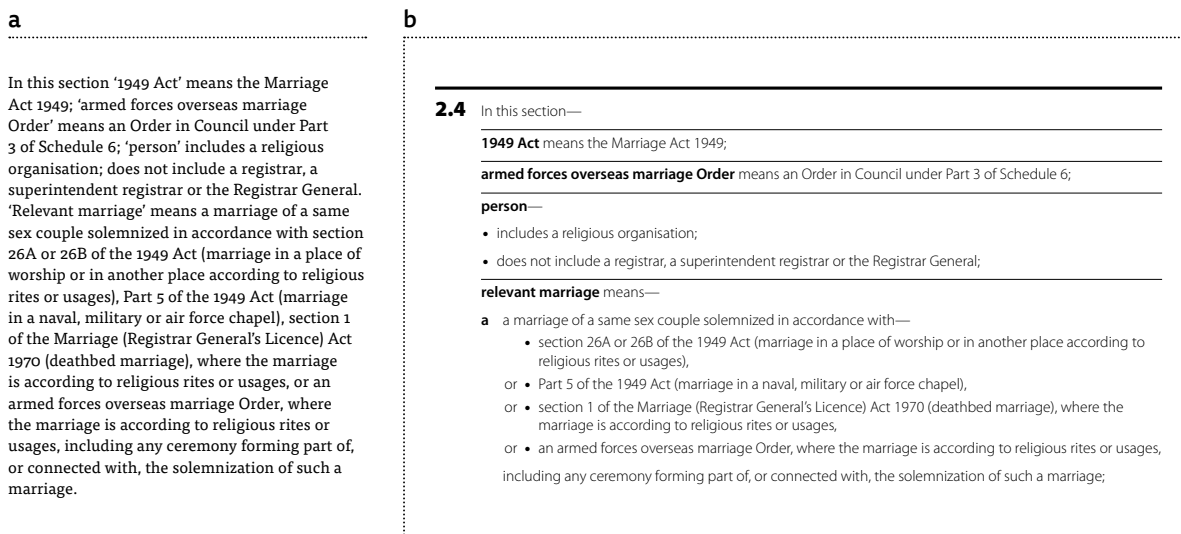 a
In this section ‘1949 Act’ means the Marriage
Act 1949; ‘armed forces overseas marriage
Order’ means an Order in Council under Part
3 of Schedule 6; ‘person’ includes a religious
organisation; does not include a registrar, a
superintendent registrar or the Registrar General.
‘Relevant marriage’ means a marriage of a same
sex couple solemnized in accordance with section
26A or 26B of the 1949 Act (marriage in a place of
worship or in another place according to religious
rites or usages), Part 5 of the 1949 Act (marriage
in a naval, military or air force chapel), section 1
of the Marriage (Registrar General’s Licence) Act
1970 (deathbed marriage), where the marriage
is according to religious rites or usages, or an
armed forces overseas marriage Order, where
the marriage is according to religious rites or
usages, including any ceremony forming part of,
or connected with, the solemnization of such a
marriage.
b
2.4 In this section—
1949 Act means the Marriage Act 1949;
armed forces overseas marriage Order means an Order in Council under Part 3 of Schedule 6;
person—
• includes a religious organisation;
• does not include a registrar, a superintendent registrar or the Registrar General;
relevant marriage means—
a a marriage of a same sex couple solemnized in accordance with—
• section 26A or 26B of the 1949 Act (marriage in a place of worship or in another place according to
religious rites or usages),
or • Part 5 of the 1949 Act (marriage in a naval, military or air force chapel),
or • section 1 of the Marriage (Registrar General’s Licence) Act 1970 (deathbed marriage), where the
marriage is according to religious rites or usages,
or • an armed forces overseas marriage Order, where the marriage is according to religious rites or usages,
including any ceremony forming part of, or connected with, the solemnization of such a marriage;